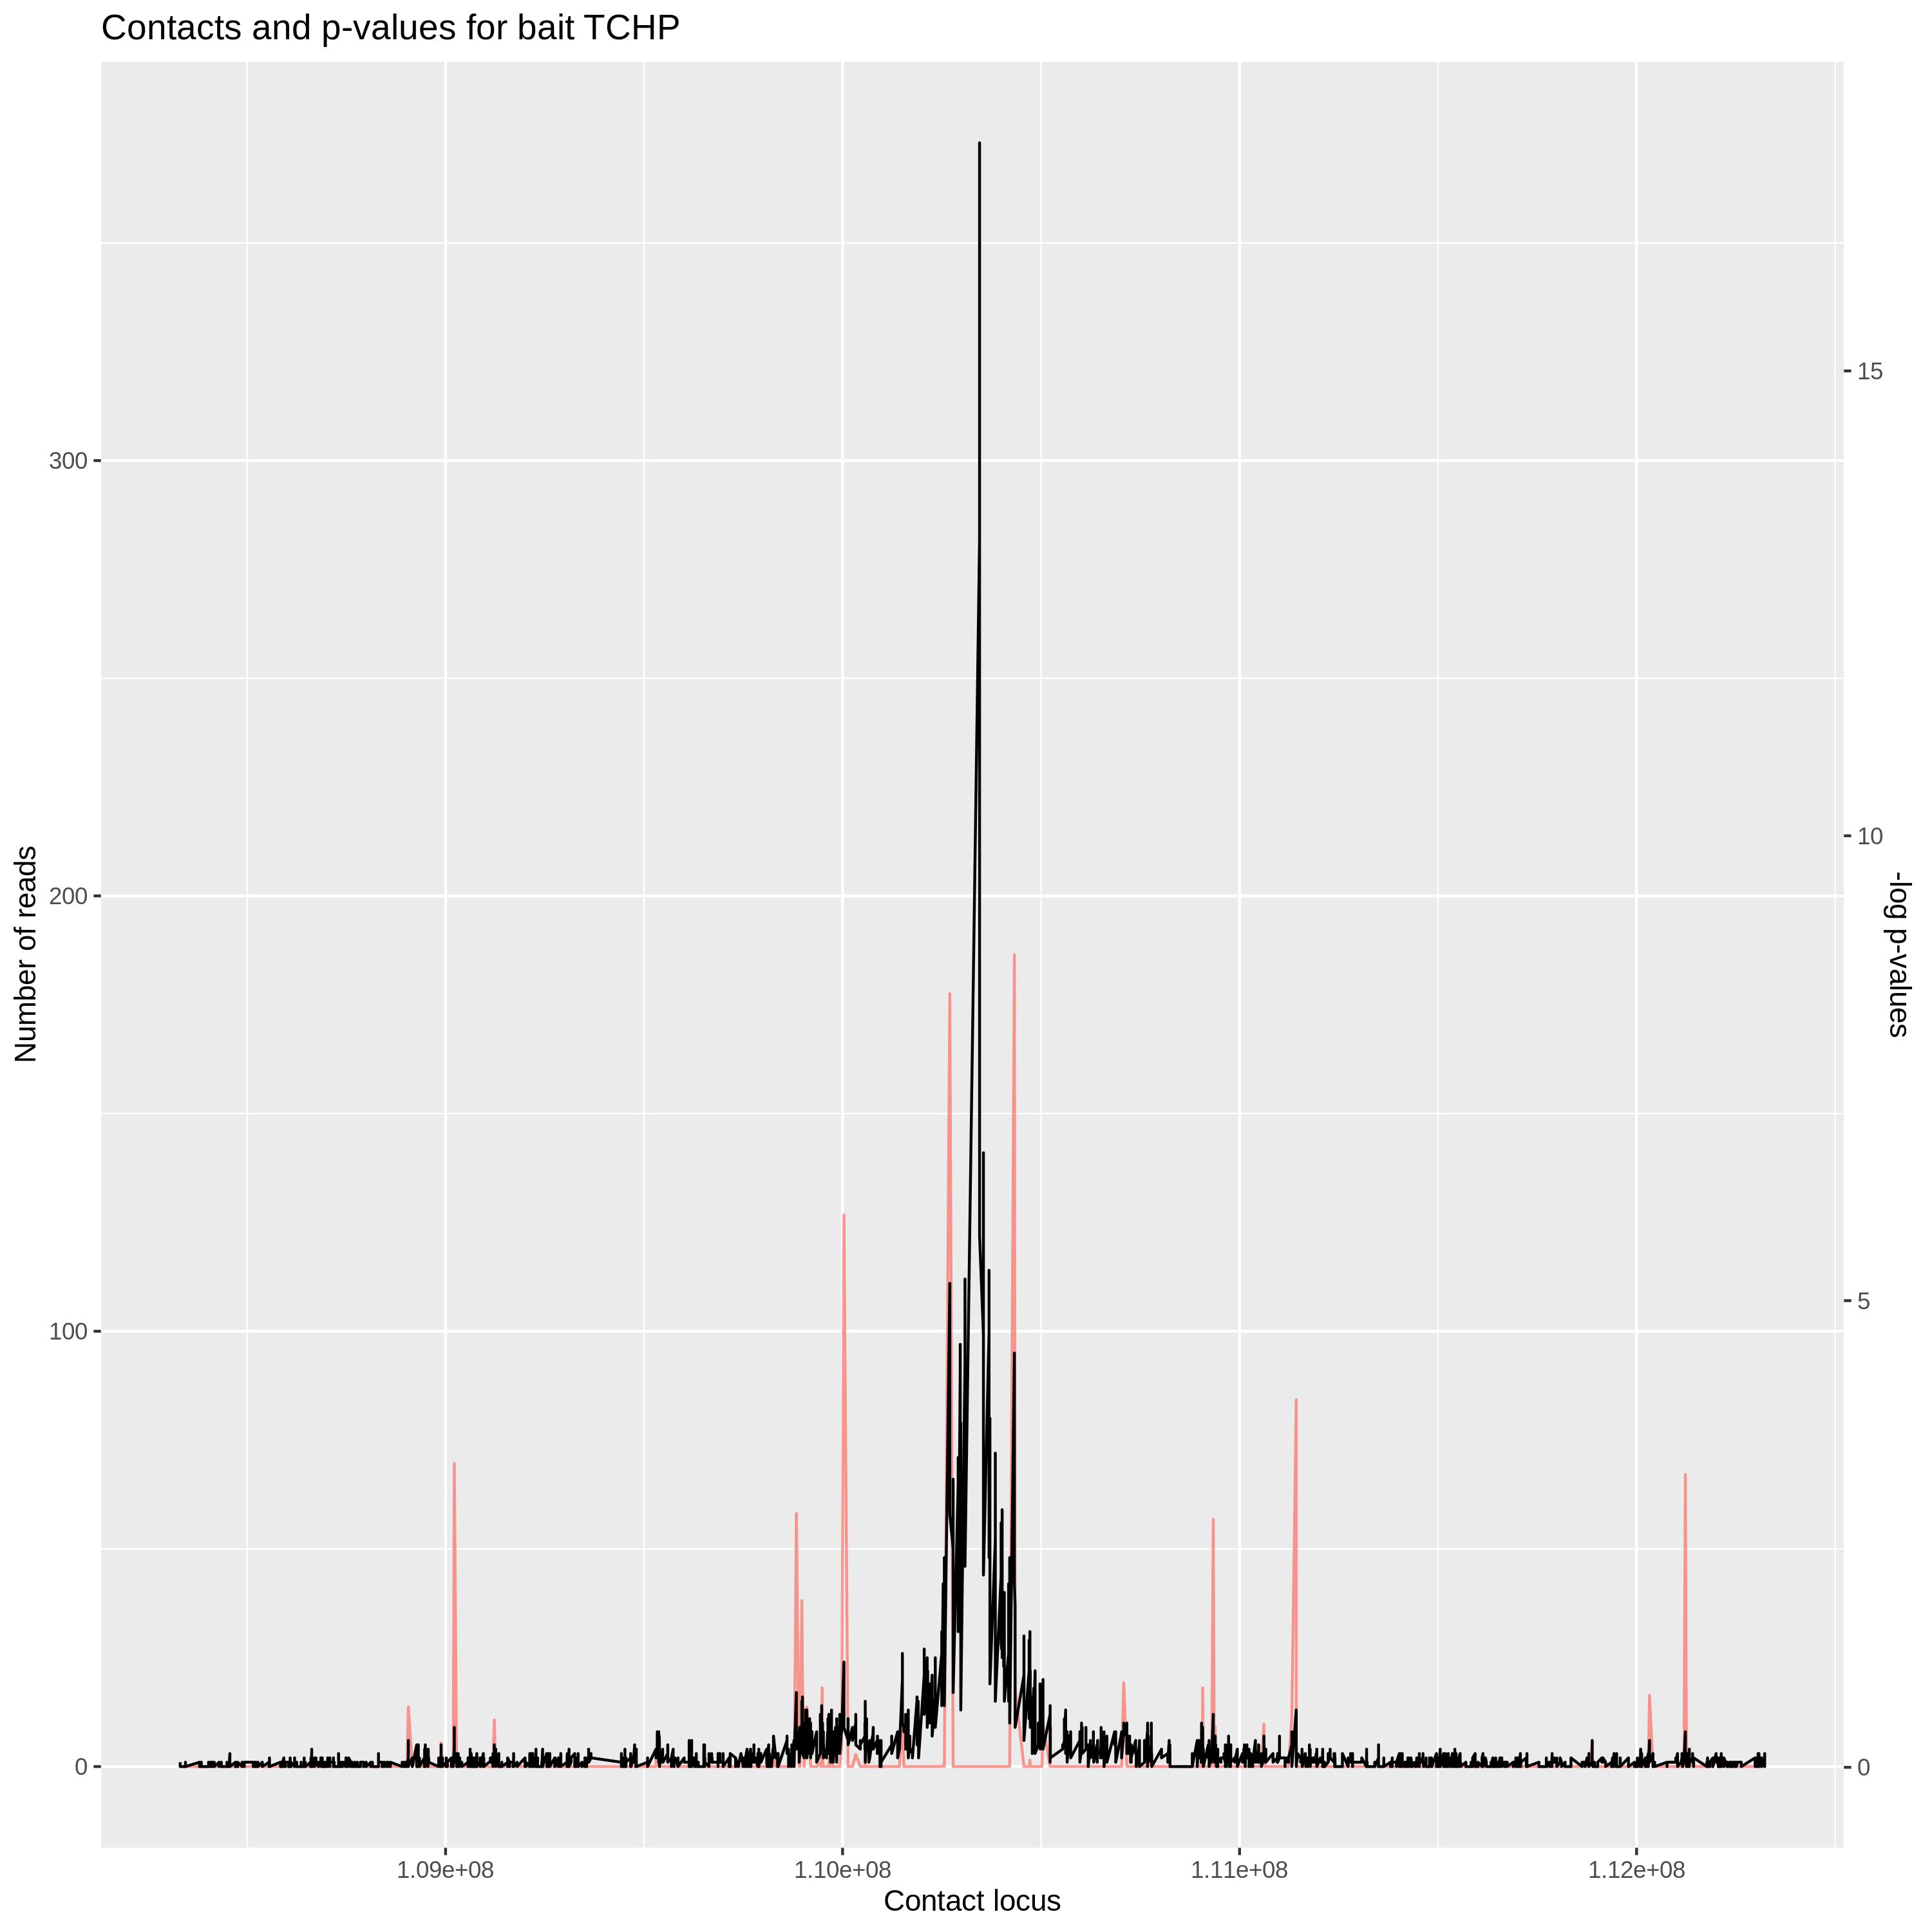 Contacts and p-values for bait TCHP
Number of reads
300
200
100
0
15
10
5
0
-log p-values
1.09e+08
1.10e+08
1.11e+08
1.12e+08
Contact locus